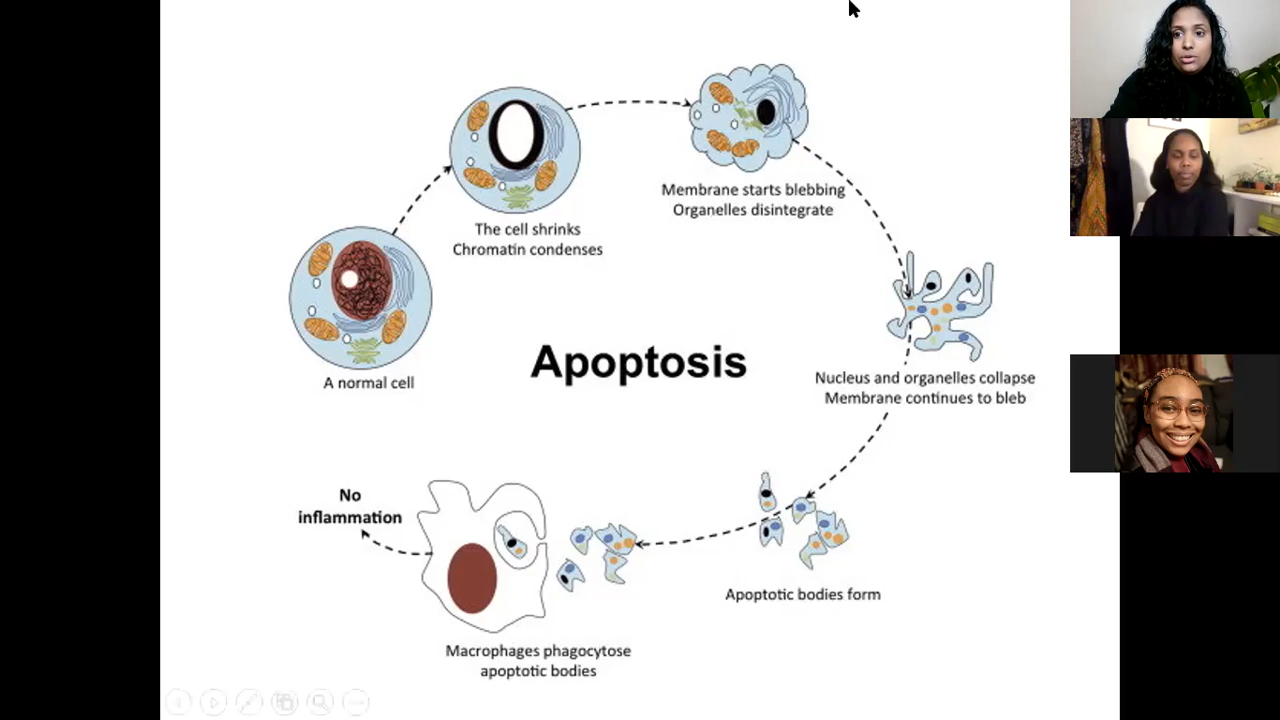 A normal cell
The cell shrinks
Chromatin condenses
Membrane starts blebbing
Organelles disintegrate
Nucleus and organelles collapse
Membrane continues to bleb
Apoptosis
Apoptotic bodies form
Macrophages phagocytose
apoptotic bodies
No
inflammation